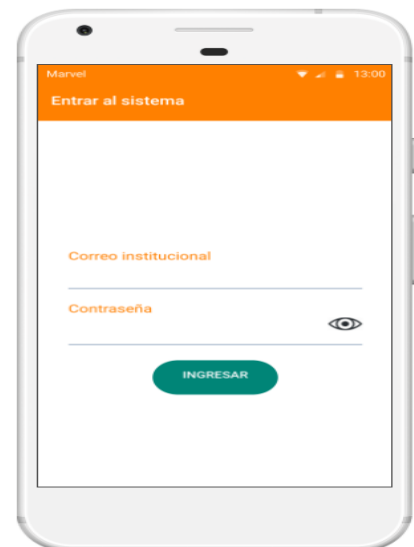 Marvel 13:00
Entrar al sistema
Correo institucional
Contraseña
INGRESAR